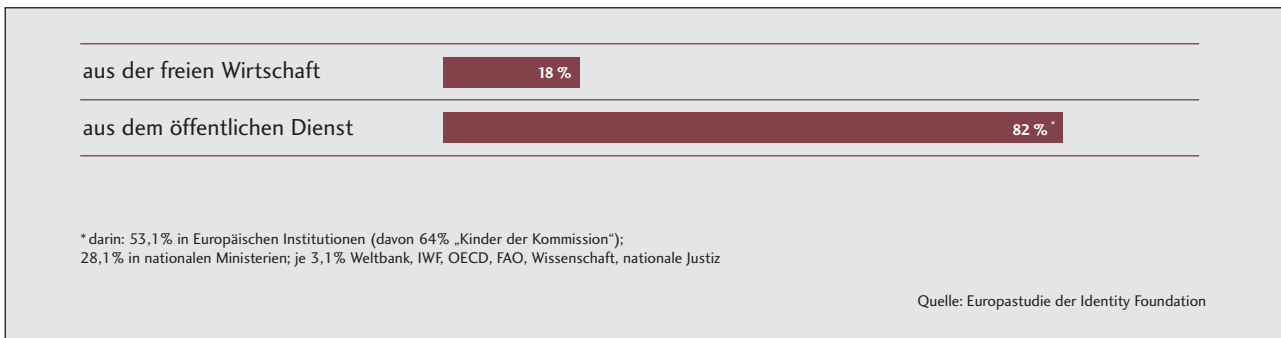 aus der freien Wirtschaft 18 %
aus dem öffentlichen Dienst 82 % *
* darin: 53,1% in Europäischen Institutionen (davon 64% „Kinder der Kommission“);
28,1% in nationalen Ministerien; je 3,1% Weltbank, IWF, OECD, FAO, Wissenschaft, nationale Justiz
Quelle: Europastudie der Identity Foundation